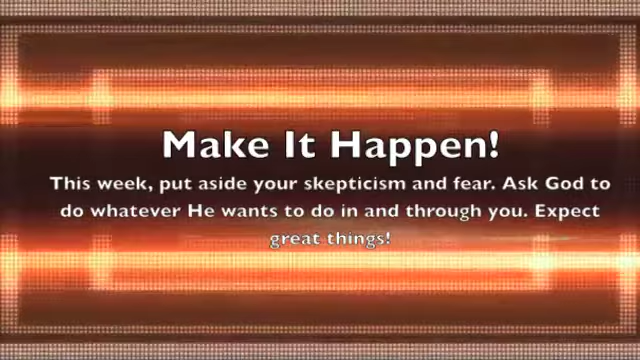 Make It Happen!
This week, put aside your skepticism and fear. Ask God to
do whatever He wants to do in and through you. Expect
great things!